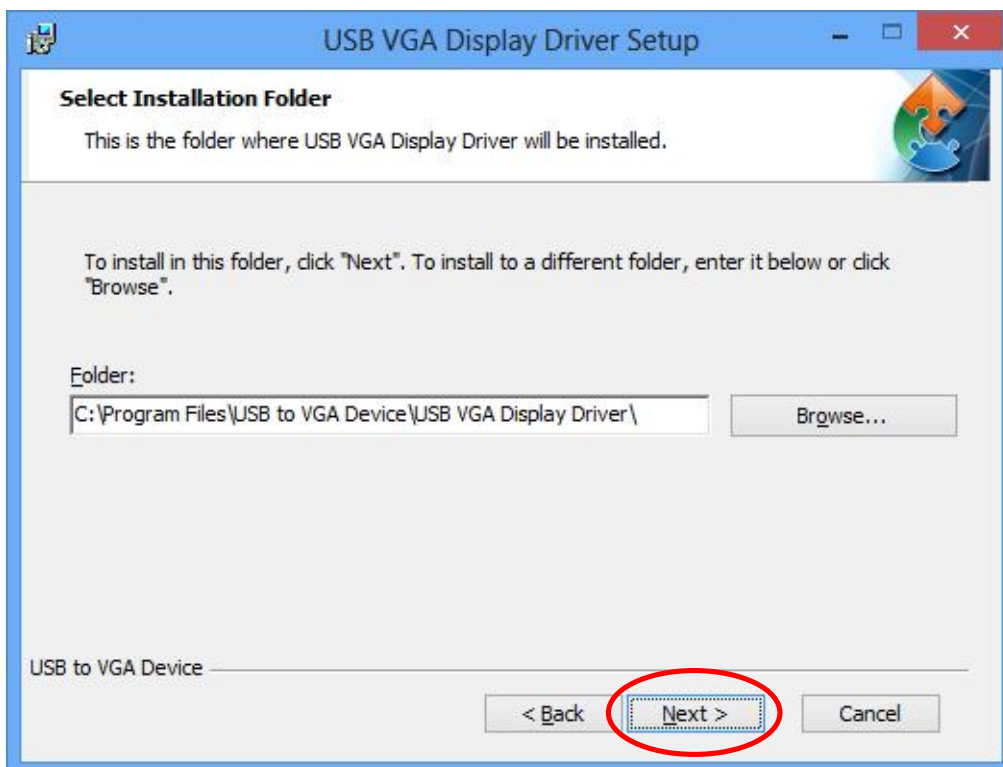 USB VGA Display Driver Setup
Select Installation Folder
This is the folder where USB VGA Display Driver will be installed.
To install in this folder, click "Next". To install to a different folder, enter it below or click
"Browse".
Folder:
C:\Program Files\USB to VGA Device\USB VGA Display Driver\
Browse...
USB to VGA Device
< Back
Next >
Cancel